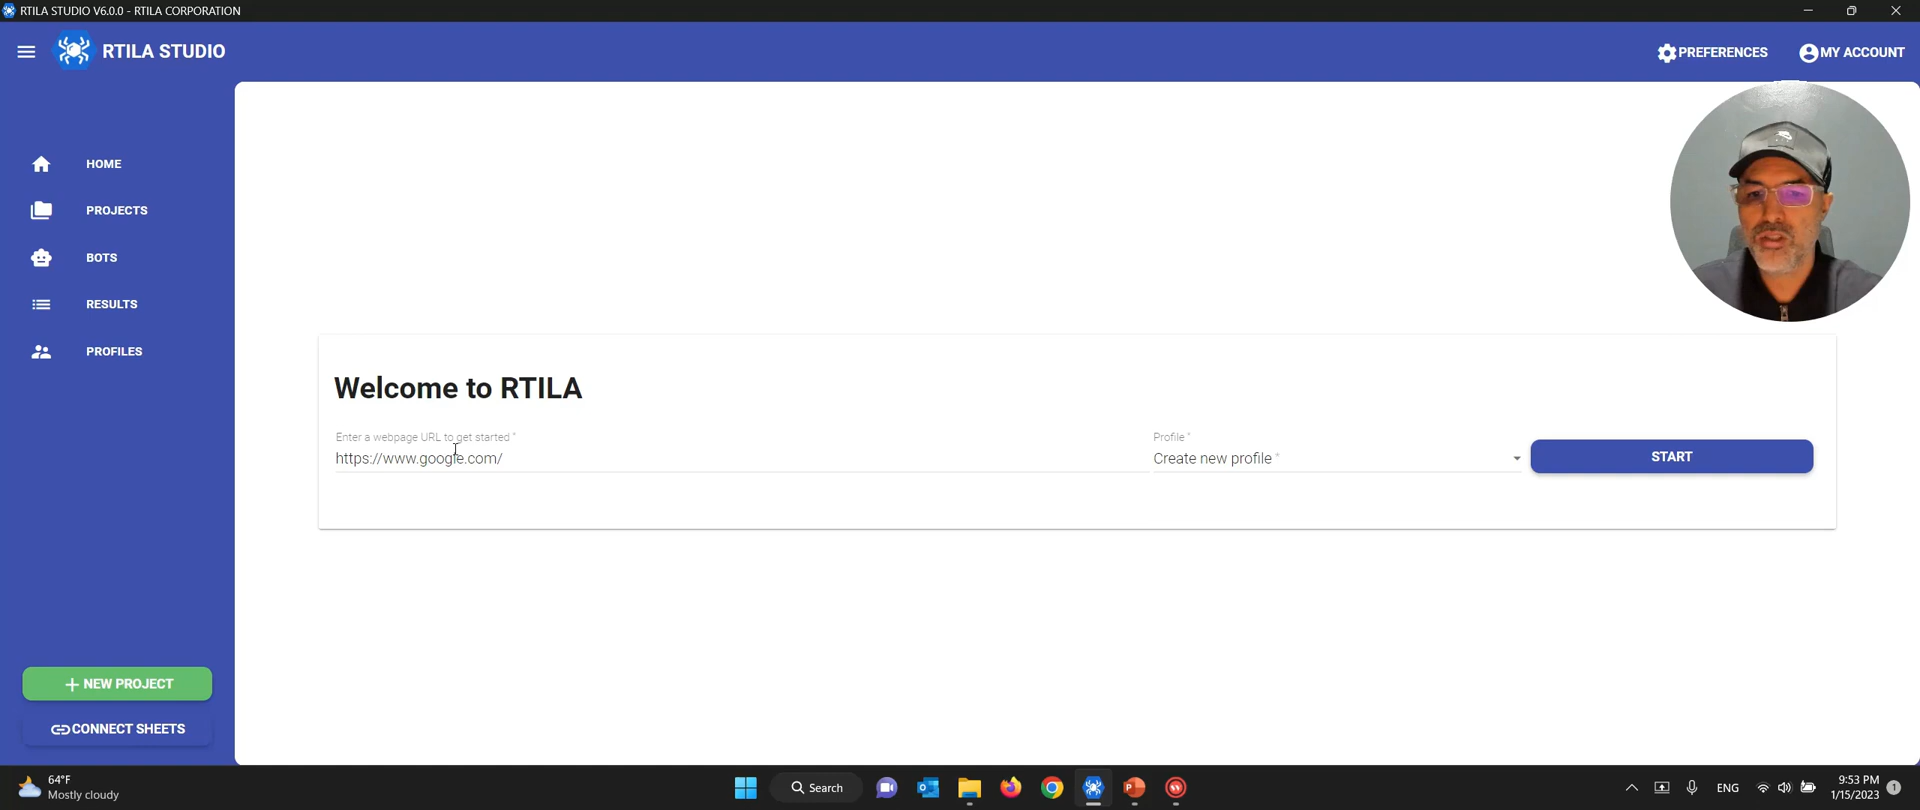 RTILA STUDIO V6.0.0 - RTILA CORPORATION
RTILA STUDIO
PREFERENCES
MY ACCOUNT
HOME
PROJECTS
BOTS
RESULTS
PROFILES
Welcome to RTILA
Enter a webpage URL to get started *
https://www.google.com/
Profile *
Create new profile *
START
+ NEW PROJECT
CONNECT SHEETS
64°F
Mostly cloudy
Search
ENG
9:53 PM
1/15/2023
1